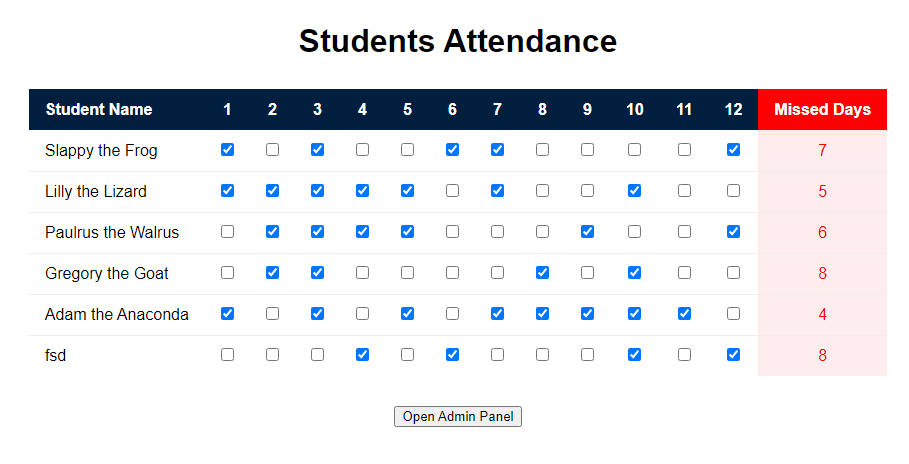 Students Attendance
Student Name 1 2 3 4 5 6 7 8 9 10 11 12 Missed Days
Slappy the Frog 7
Lilly the Lizard 5
Paulrus the Walrus 6
Gregory the Goat 8
Adam the Anaconda 4
fsd 8
Open Admin Panel